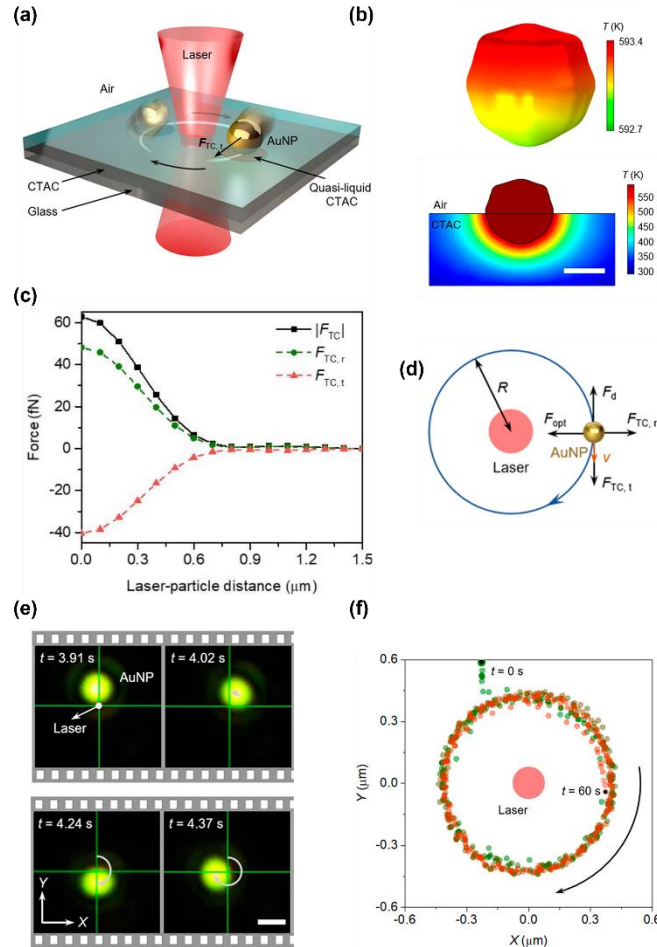 (a)
Laser
Air
AuNP
F_TC, t
CTAC
Glass
Quasi-liquid
CTAC
(b)
T (K)
593.4
592.7
T (K)
550
500
450
400
350
300
Air
CTAC
(c)
60
40
20
0
-20
-40
Force (fN)
|F_TC|
F_TC, r
F_TC, t
0.0 0.3 0.6 0.9 1.2 1.5
Laser-particle distance (μm)
(d)
R
F_d
F_opt
F_TC, r
AuNP
v
Laser
F_TC, t
(e)
t = 3.91 s
AuNP
Laser
t = 4.02 s
t = 4.24 s
Y
X
t = 4.37 s
(f)
0.6
0.3
0.0
-0.3
-0.6
Y (μm)
t = 0 s
t = 60 s
Laser
-0.6 -0.3 0.0 0.3 0.6
X (μm)